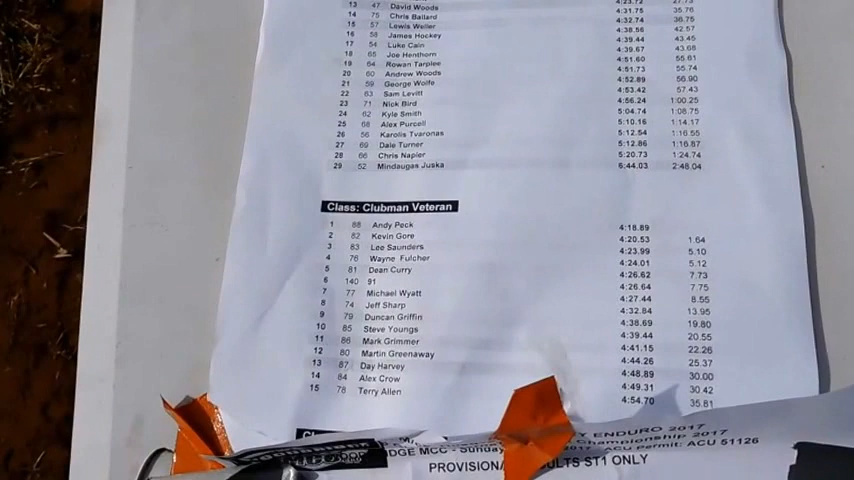 13 47 David Woods 4:23.72 27.73
14 75 Chris Ballard 4:31.75 35.76
15 57 Lewis Weller 4:32.74 36.75
16 58 James Hockey 4:38.56 42.57
17 54 Luke Cain 4:39.44 43.45
18 65 Joe Henthorn 4:39.67 43.68
19 64 Rowan Tarplee 4:51.60 55.61
20 60 Andrew Woods 4:51.73 55.74
21 59 George Wolfe 4:52.89 56.90
22 63 Sam Levitt 4:53.42 57.43
23 71 Nick Bird 4:56.24 1:00.25
24 62 Kyle Smith 5:04.74 1:08.75
25 68 Alex Purcell 5:10.16 1:14.17
26 56 Karolis Tvaronas 5:12.54 1:16.55
27 69 Dale Turner 5:12.86 1:16.87
28 66 Chris Napier 5:20.73 1:24.74
29 52 Mindaugas Juska 6:44.03 2:48.04
Class: Clubman Veteran
1 88 Andy Peck 4:18.89
2 82 Kevin Gore 4:20.53 1.64
3 83 Lee Saunders 4:23.99 5.10
4 76 Wayne Fulcher 4:24.01 5.12
5 81 Dean Curry 4:26.62 7.73
6 140 91 4:26.64 7.75
7 77 Michael Wyatt 4:27.44 8.55
8 74 Jeff Sharp 4:32.84 13.95
9 79 Duncan Griffin 4:38.69 19.80
10 85 Steve Youngs 4:39.44 20.55
11 86 Mark Grimmer 4:41.15 22.26
12 80 Martin Greenaway 4:44.26 25.37
13 87 Day Harvey 4:48.89 30.00
14 84 Alex Crow 4:49.31 30.42
15 78 Terry Allen 4:54.70 35.81
ENDURO 2017
MCC - Sunday 2017 - ACU Permit: ACU 51126
ST1 ONLY